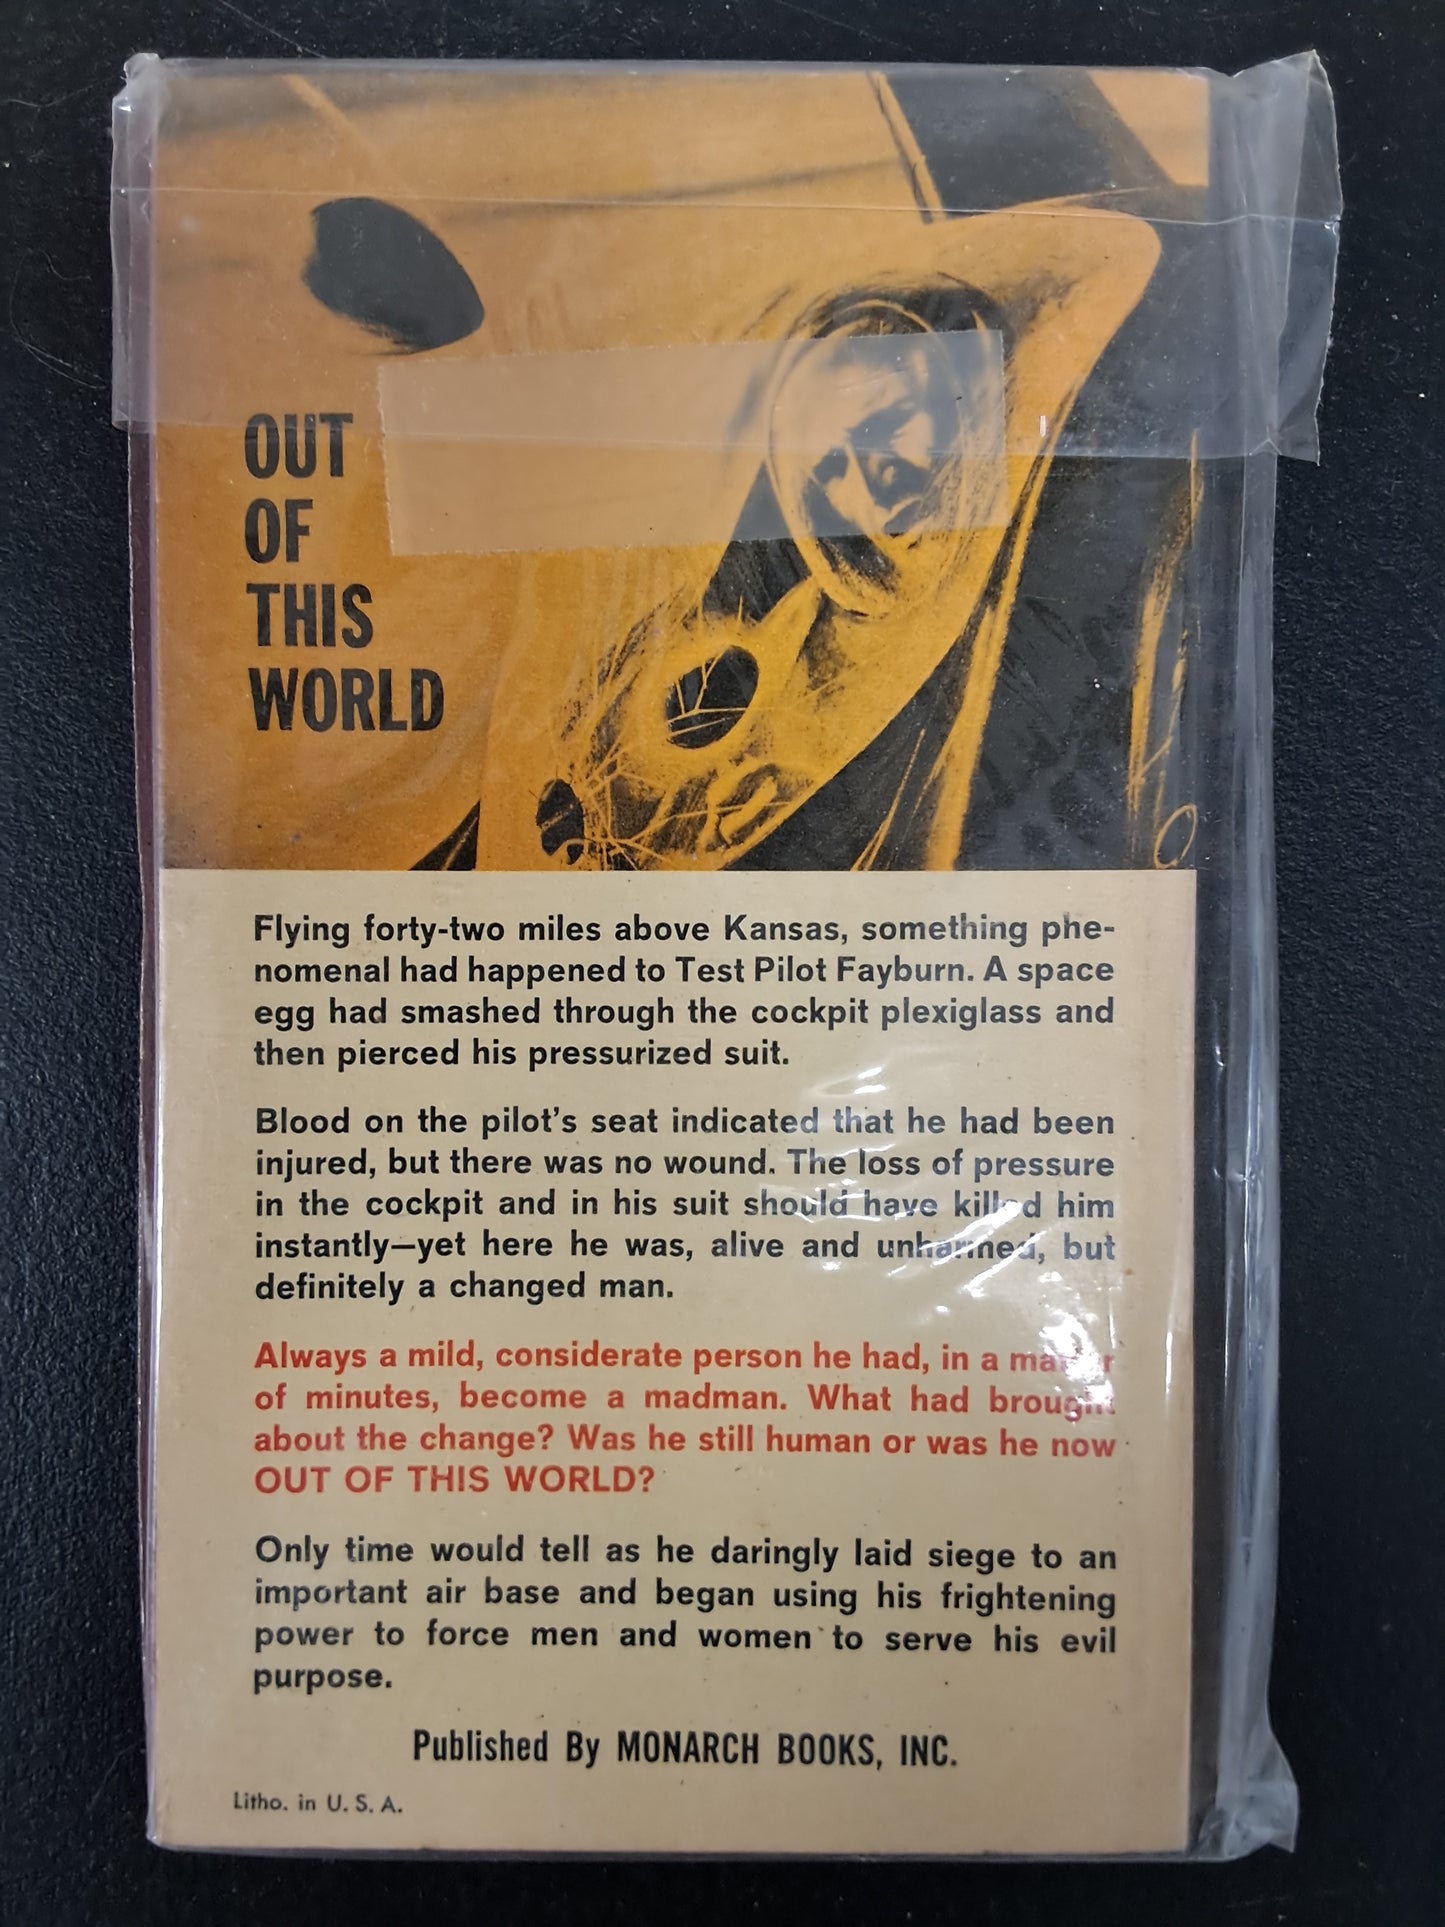 OUT
OF
THIS
WORLD
Flying forty-two miles above Kansas, something phe-
nomenal had happened to Test Pilot Fayburn. A space
egg had smashed through the cockpit plexiglass and
then pierced his pressurized suit.
Blood on the pilot's seat indicated that he had been
injured, but there was no wound. The loss of pressure
in the cockpit and in his suit should have killed him
instantly—yet here he was, alive and unharmed, but
definitely a changed man.
Always a mild, considerate person he had, in a matter
of minutes, become a madman. What had brought
about the change? Was he still human or was he now
OUT OF THIS WORLD?
Only time would tell as he daringly laid siege to an
important air base and began using his frightening
power to force men and women to serve his evil
purpose.
Published By MONARCH BOOKS, INC.
Litho. in U. S. A.